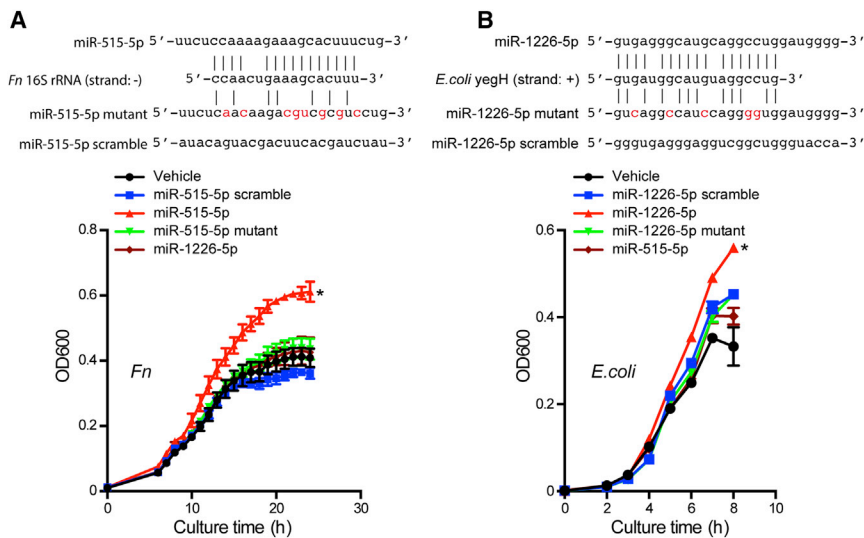 A
miR-515-5p 5'-uucuccaaaagaaagcacuuucug-3'
Fn 16S rRNA (strand: -) 5'-ccaacugaaagcacuuu-3'
miR-515-5p mutant 5'-uucucaacaagacgucgcgucccug-3'
miR-515-5p scramble 5'-auacaguacgacuucacgaucuau-3'
Vehicle
miR-515-5p scramble
miR-515-5p
miR-515-5p mutant
miR-1226-5p
0.8
0.6
0.4
0.2
0
OD600
Fn
*
0 10 20 30
Culture time (h)
B
miR-1226-5p 5'-gugagggcaugcaggccuggaugggg-3'
E.coli yegH (strand: +) 5'-gugauggcauguaggccug-3'
miR-1226-5p mutant 5'-gucaggccauccagggguggaugggg-3'
miR-1226-5p scramble 5'-gggugagggaggucggcuggguacca-3'
Vehicle
miR-1226-5p scramble
miR-1226-5p
miR-1226-5p mutant
miR-515-5p
0.6
0.4
0.2
0
OD600
E.coli
*
0 2 4 6 8 10
Culture time (h)